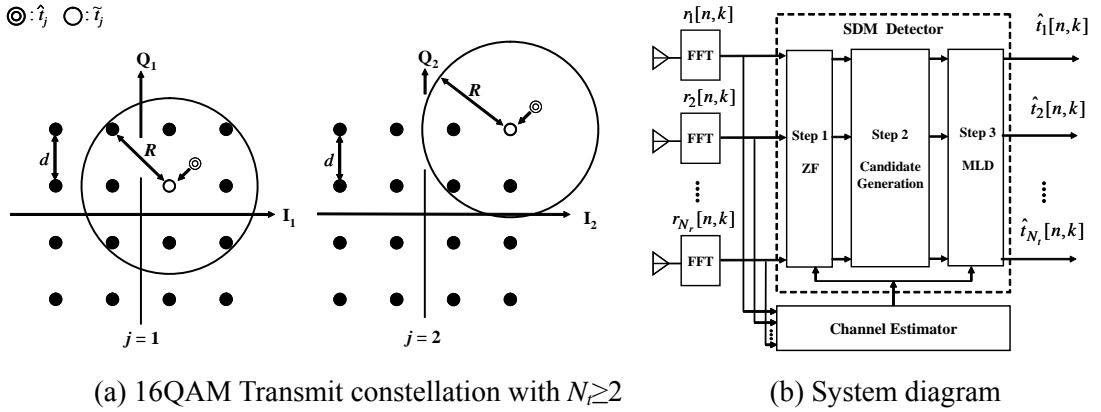 ◎: t̂_j ○: t̃_j
Q₁
R
d
I₁
j = 1
Q₂
R
d
I₂
j = 2
(a) 16QAM Transmit constellation with N_t≥2
r₁[n,k]
FFT
r₂[n,k]
FFT
r_{N_r}[n,k]
FFT
SDM Detector
Step 1
ZF
Step 2
Candidate
Generation
Step 3
MLD
t̂₁[n,k]
t̂₂[n,k]
t̂_{N_t}[n,k]
Channel Estimator
(b) System diagram